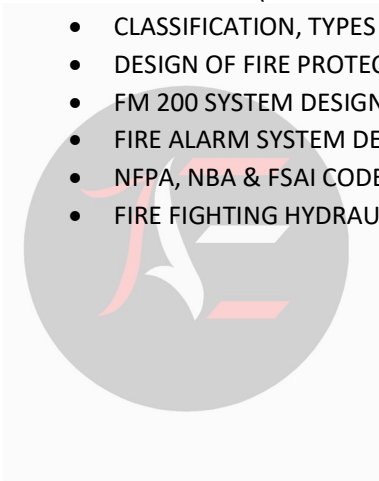 • CLASSIFICATION, TYPES
• DESIGN OF FIRE PROTEC
• FM 200 SYSTEM DESIGN
• FIRE ALARM SYSTEM DE
• NFPA, NBA & FSAI CODE
• FIRE FIGHTING HYDRAU